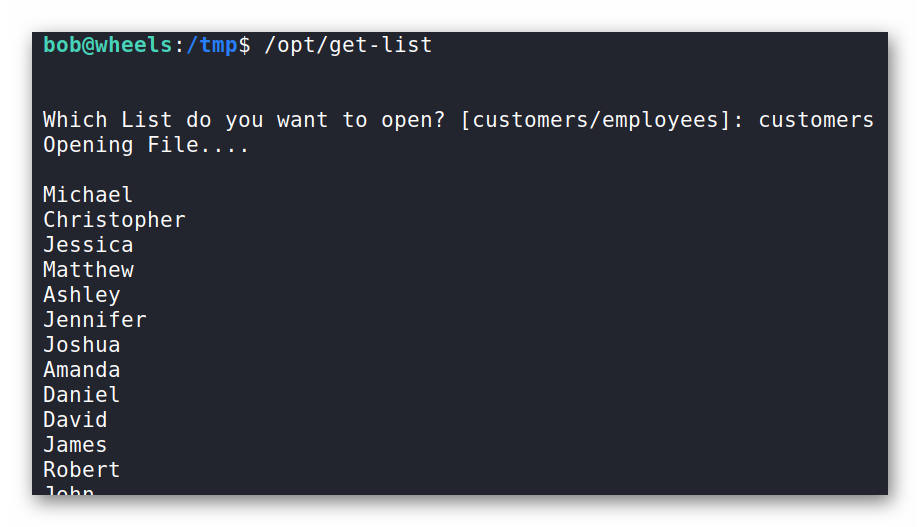 bob@wheels:/tmp$ /opt/get-list
Which List do you want to open? [customers/employees]: customers
Opening File....
Michael
Christopher
Jessica
Matthew
Ashley
Jennifer
Joshua
Amanda
Daniel
David
James
Robert
John